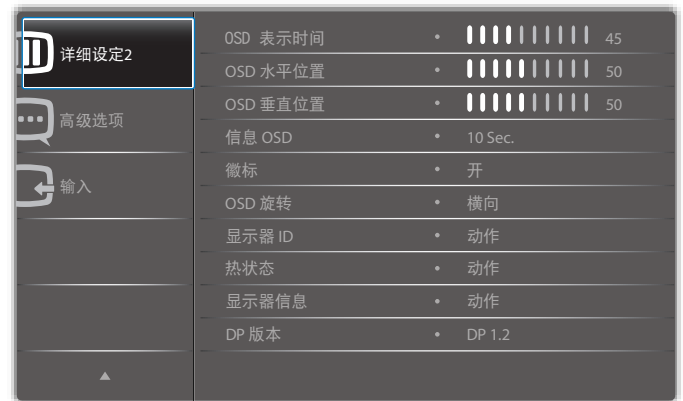 详细设定2
高级选项
输入
OSD 表示时间 • 45
OSD 水平位置 • 50
OSD 垂直位置 • 50
信息 OSD • 10 Sec.
徽标 • 开
OSD 旋转 • 横向
显示器 ID • 动作
热状态 • 动作
显示器信息 • 动作
DP 版本 • DP 1.2